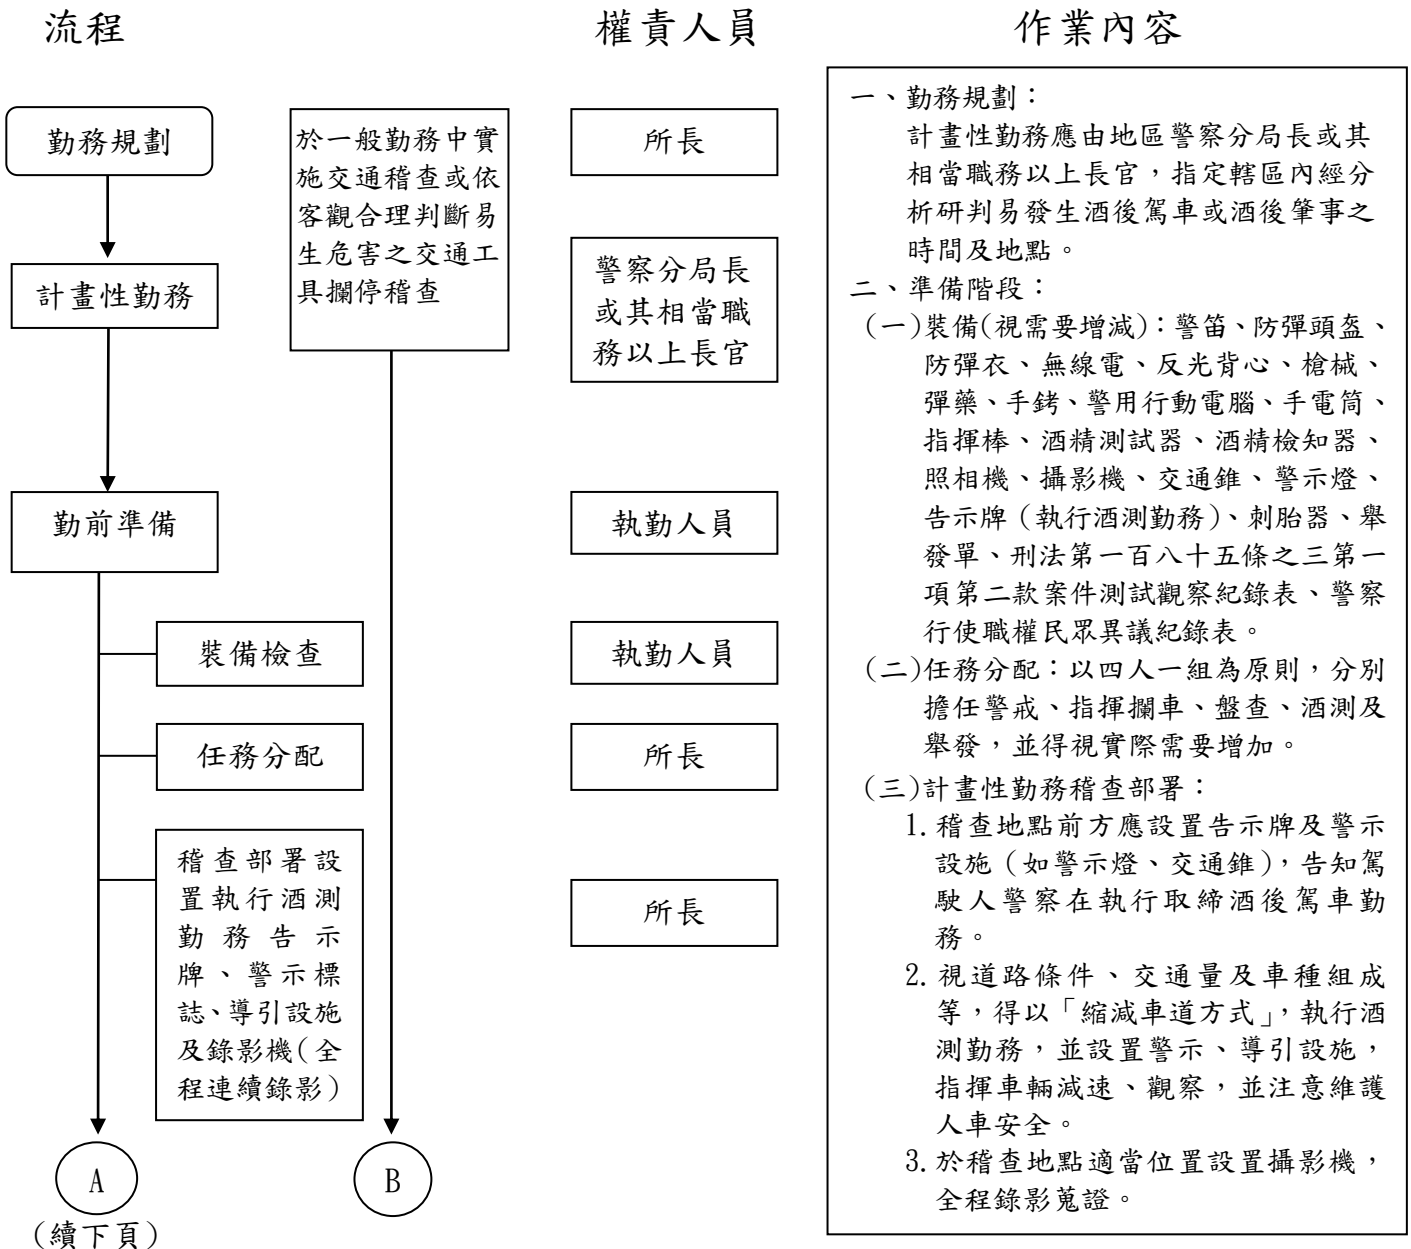 流程
權責人員
作業內容
勤務規劃
計畫性勤務
勤前準備
裝備檢查
任務分配
稽查部署設
置執行酒測
勤務告示
牌、警示標
誌、導引設施
及錄影機(全
程連續錄影)
A
(續下頁)
於一般勤務中實
施交通稽查或依
客觀合理判斷易
生危害之交通工
具攔停稽查
B
所長
警察分局長
或其相當職
務以上長官
執勤人員
執勤人員
所長
所長
一、勤務規劃：
計畫性勤務應由地區警察分局長或其
相當職務以上長官，指定轄區內經分
析研判易發生酒後駕車或酒後肇事之
時間及地點。
二、準備階段：
(一)裝備(視需要增減)：警笛、防彈頭盔、
防彈衣、無線電、反光背心、槍械、
彈藥、手銬、警用行動電腦、手電筒、
指揮棒、酒精測試器、酒精檢知器、
照相機、攝影機、交通錐、警示燈、
告示牌（執行酒測勤務）、刺胎器、舉
發單、刑法第一百八十五條之三第一
項第二款案件測試觀察紀錄表、警察
行使職權民眾異議紀錄表。
(二)任務分配：以四人一組為原則，分別
擔任警戒、指揮攔車、盤查、酒測及
舉發，並得視實際需要增加。
(三)計畫性勤務稽查部署：
1.稽查地點前方應設置告示牌及警示
設施（如警示燈、交通錐），告知駕
駛人警察在執行取締酒後駕車勤
務。
2.視道路條件、交通量及車種組成
等，得以「縮減車道方式」，執行酒
測勤務，並設置警示、導引設施，
指揮車輛減速、觀察，並注意維護
人車安全。
3.於稽查地點適當位置設置攝影機，
全程錄影蒐證。